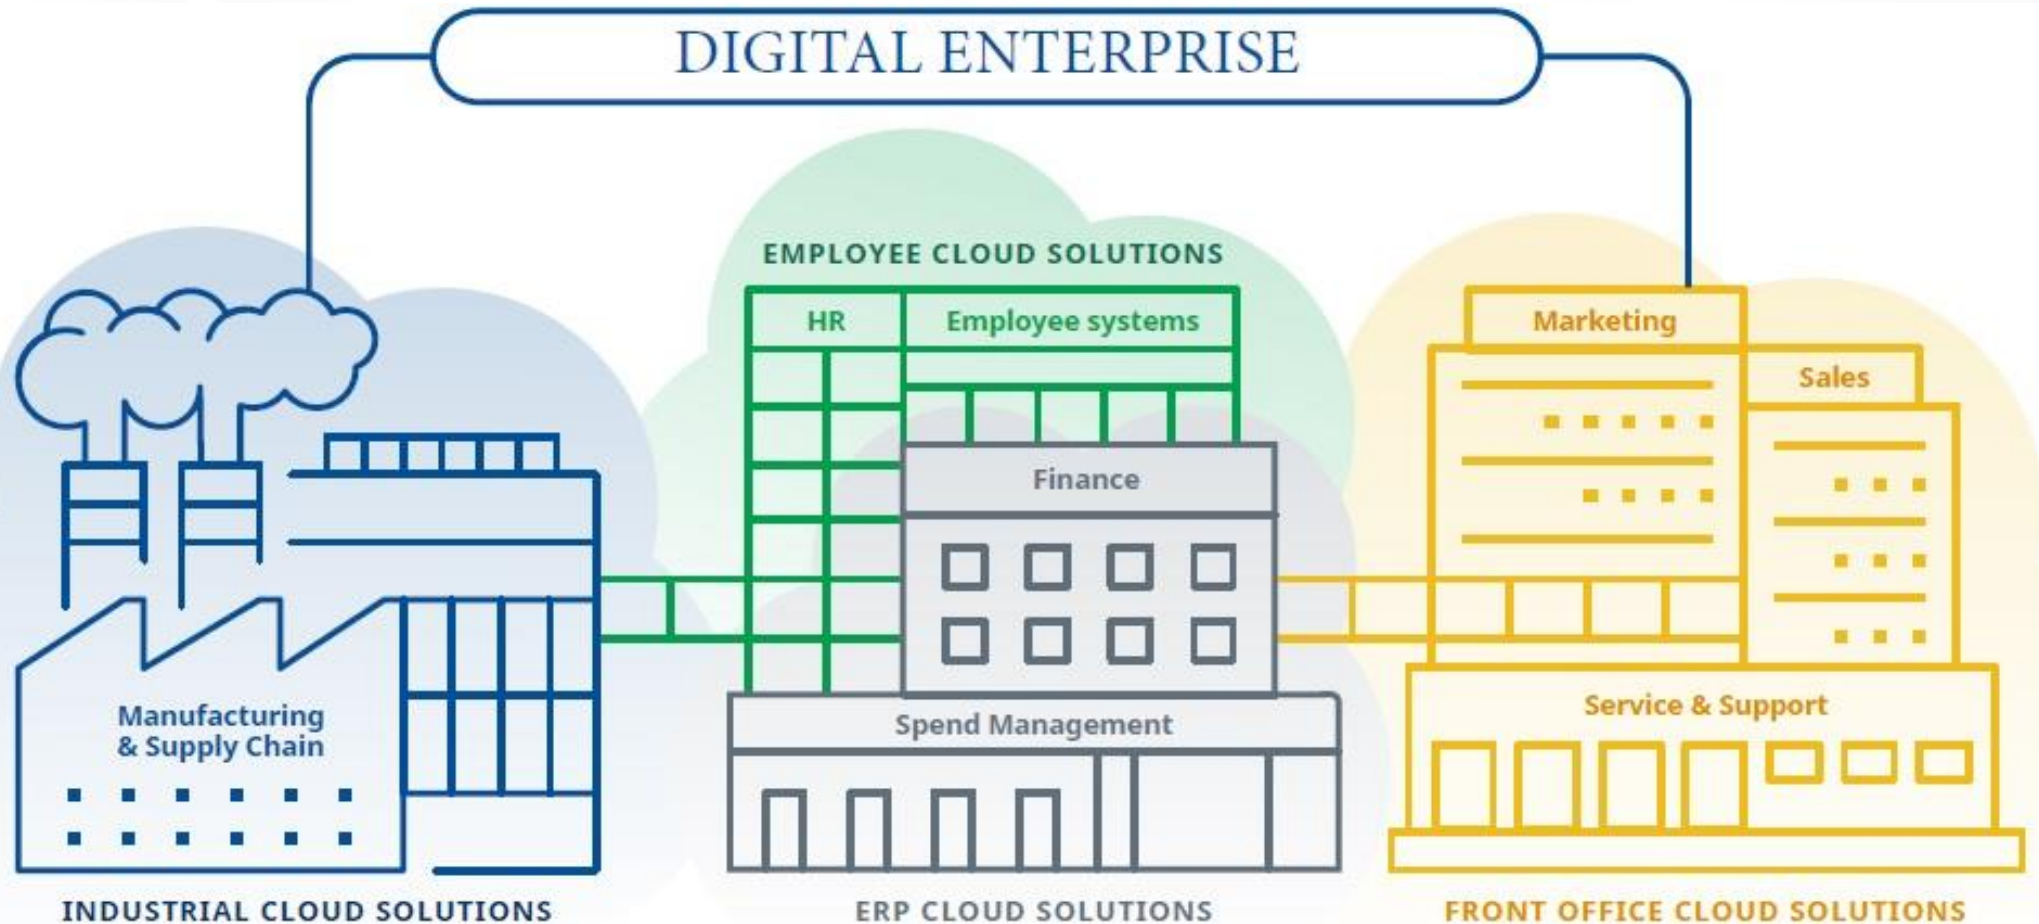 DIGITAL ENTERPRISE
EMPLOYEE CLOUD SOLUTIONS
HR
Employee systems
Marketing
Sales
Finance
Manufacturing
& Supply Chain
Spend Management
Service & Support
INDUSTRIAL CLOUD SOLUTIONS
ERP CLOUD SOLUTIONS
FRONT OFFICE CLOUD SOLUTIONS